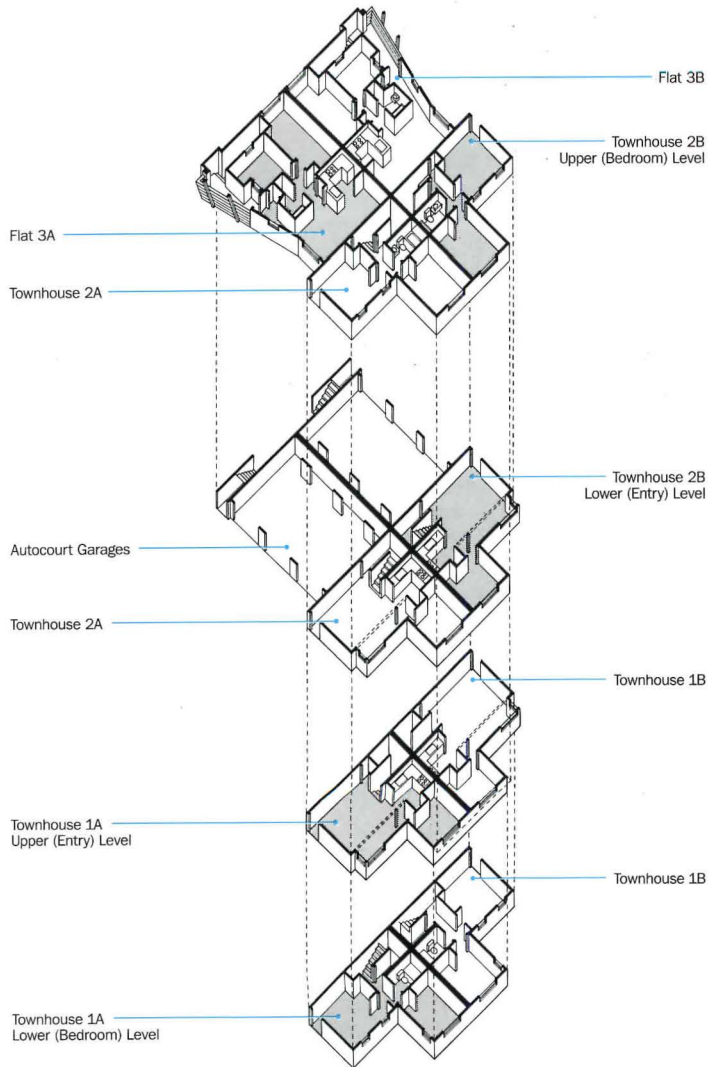 Flat 3B
Townhouse 2B
Upper (Bedroom) Level
Flat 3A
Townhouse 2A
Townhouse 2B
Lower (Entry) Level
Autocourt Garages
Townhouse 2A
Townhouse 1B
Townhouse 1A
Upper (Entry) Level
Townhouse 1B
Townhouse 1A
Lower (Bedroom) Level